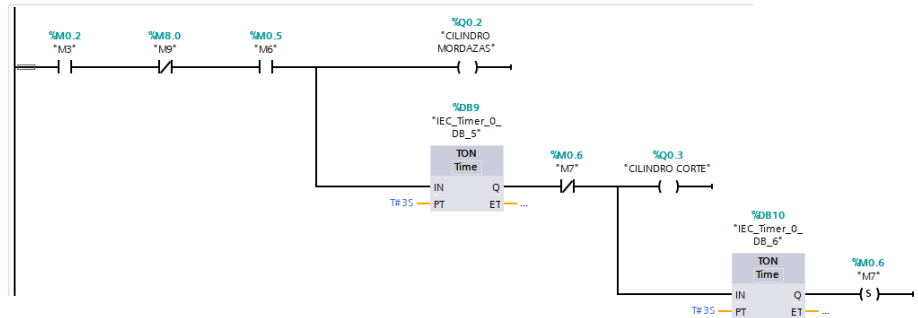 %M0.2
"M3"
%M8.0
"M9"
%M0.5
"M6"
%Q0.2
"CILINDRO
MORDAZAS"
%DB9
"IEC_Timer_0_
DB_5"
TON
Time
IN
Q
T#3S
PT
ET
...
%M0.6
"M7"
%Q0.3
"CILINDRO CORTE"
%DB10
"IEC_Timer_0_
DB_6"
TON
Time
IN
Q
T#3S
PT
ET
...
%M0.6
"M7"
S